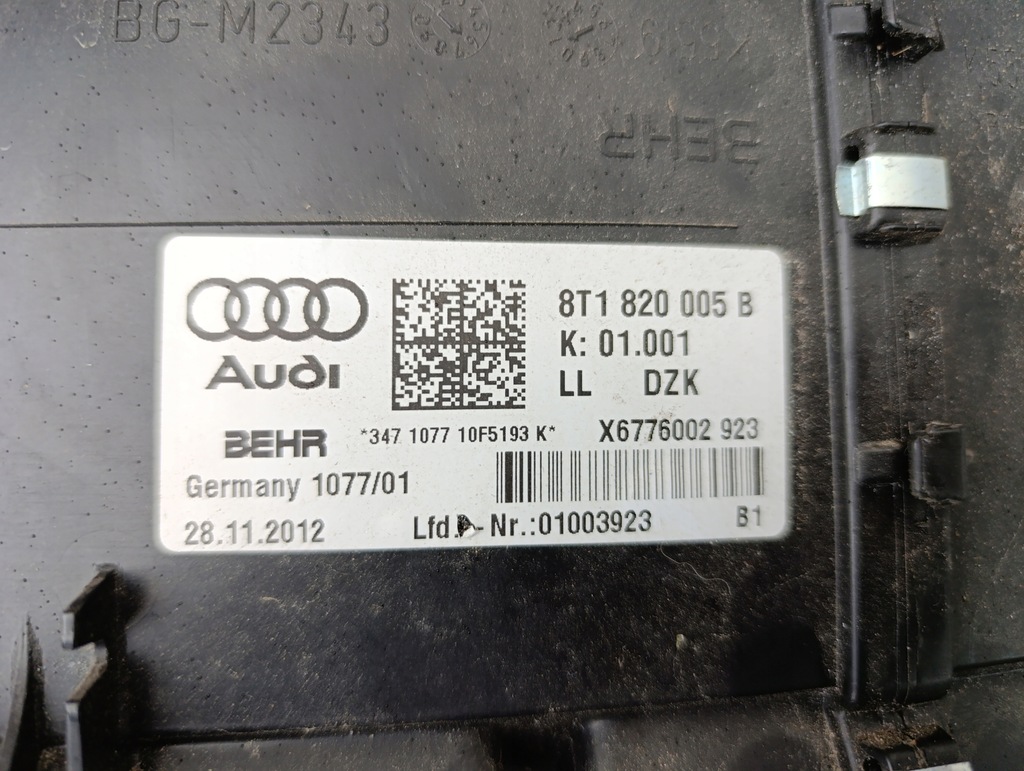 BG-M2343
BEHR
Audi
8T1 820 005 B
K: 01.001
LL DZK
BEHR
*347 1077 10F5193 K*
X6776002 923
Germany 1077/01
28.11.2012
Lfd.-Nr.:01003923
B1